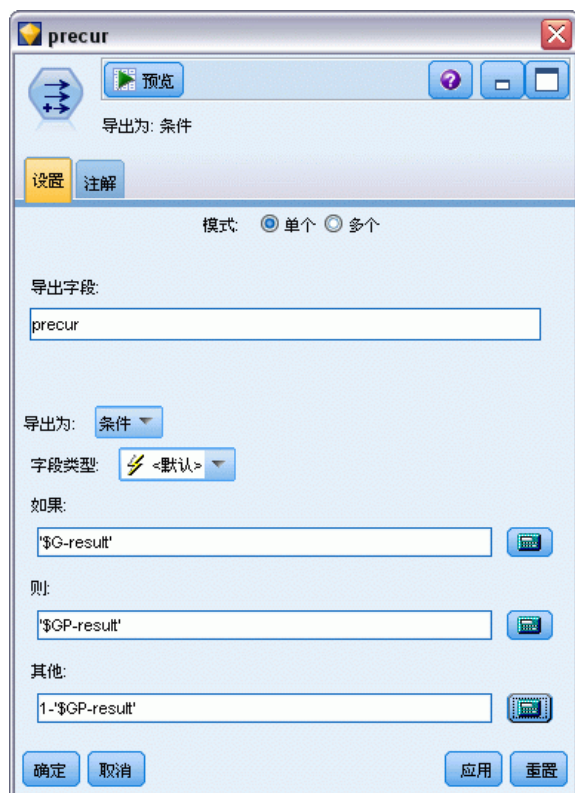 precur
预览
导出为: 条件
设置 注解
模式: 单个 多个
导出字段:
precur
导出为: 条件
字段类型: <默认>
如果:
'$G-result'
则:
'$GP-result'
其他:
1-'$GP-result'
确定 取消 应用 重置